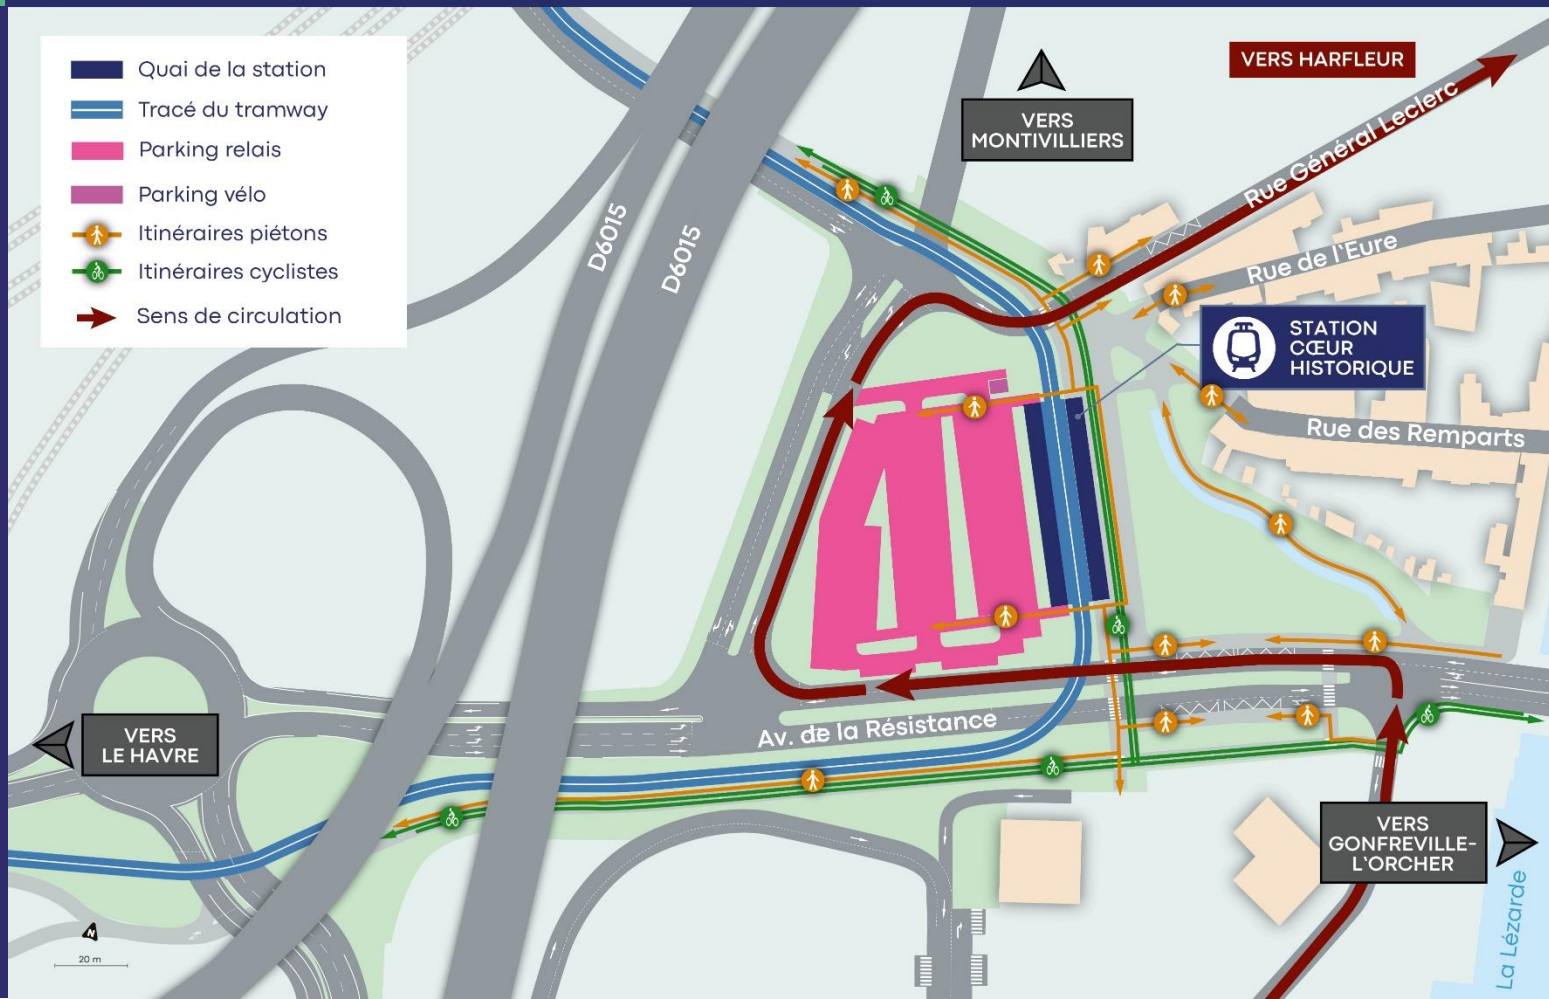 Quai de la station
Tracé du tramway
Parking relais
Parking vélo
Itinéraires piétons
Itinéraires cyclistes
Sens de circulation
VERS HARFLEUR
VERS
MONTIVILLIERS
Rue Général Leclerc
D6015
D6015
Rue de l'Eure
STATION
CŒUR
HISTORIQUE
Rue des Remparts
Av. de la Résistance
VERS
LE HAVRE
VERS
GONFREVILLE-
L'ORCHER
La Lézarde
N
20 m